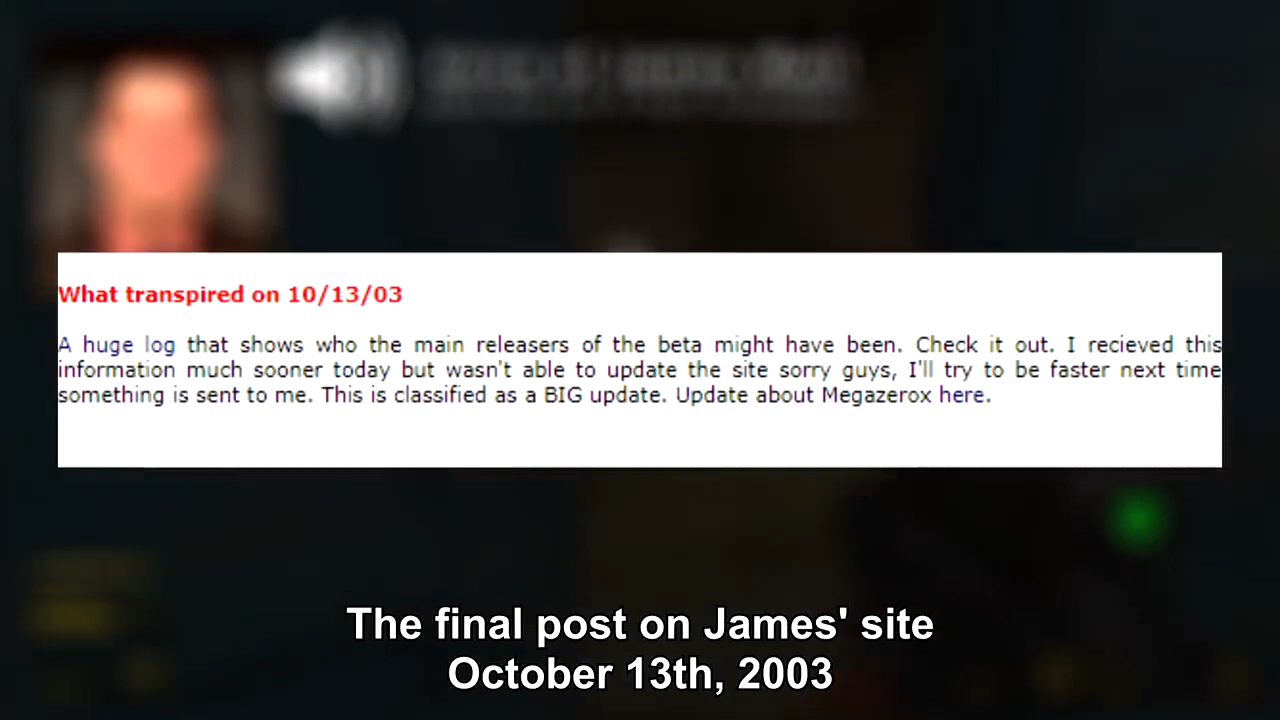 What transpired on 10/13/03
A huge log that shows who the main releasers of the beta might have been. Check it out. I recieved this
information much sooner today but wasn't able to update the site sorry guys, I'll try to be faster next time
something is sent to me. This is classified as a BIG update. Update about Megazerox here.
The final post on James' site
October 13th, 2003